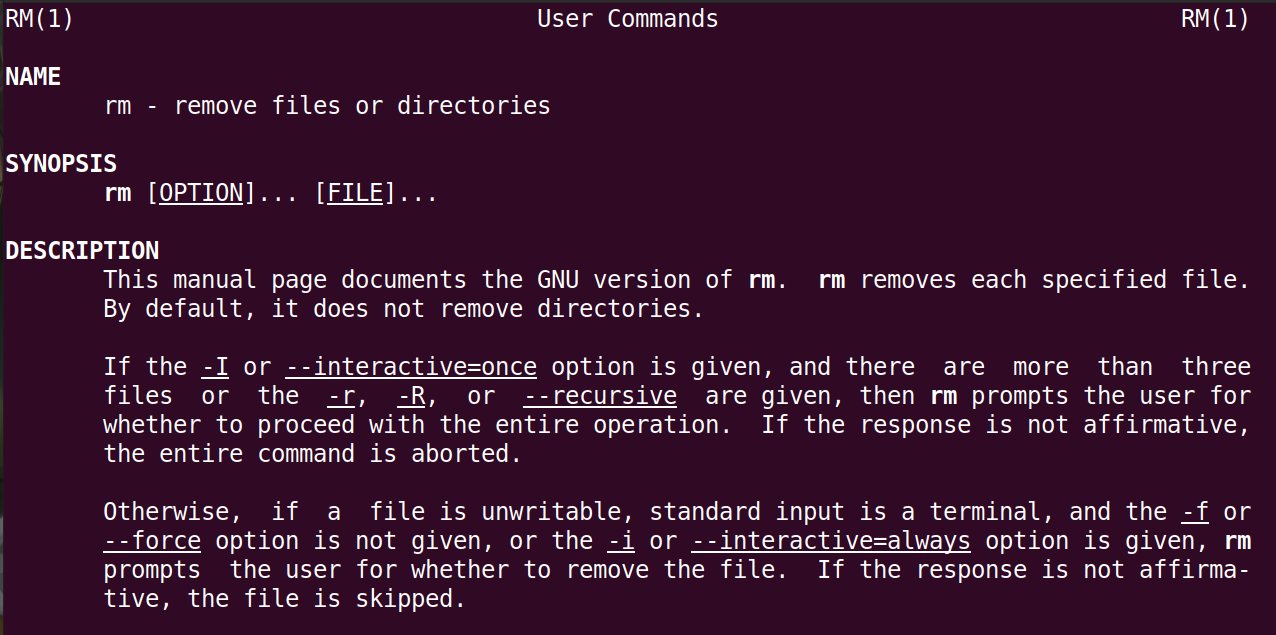 RM(1) User Commands RM(1)
NAME
rm - remove files or directories
SYNOPSIS
rm [OPTION]... [FILE]...
DESCRIPTION
This manual page documents the GNU version of rm. rm removes each specified file.
By default, it does not remove directories.
If the -I or --interactive=once option is given, and there are more than three
files or the -r, -R, or --recursive are given, then rm prompts the user for
whether to proceed with the entire operation. If the response is not affirmative,
the entire command is aborted.
Otherwise, if a file is unwritable, standard input is a terminal, and the -f or
--force option is not given, or the -i or --interactive=always option is given, rm
prompts the user for whether to remove the file. If the response is not affirma-
tive, the file is skipped.